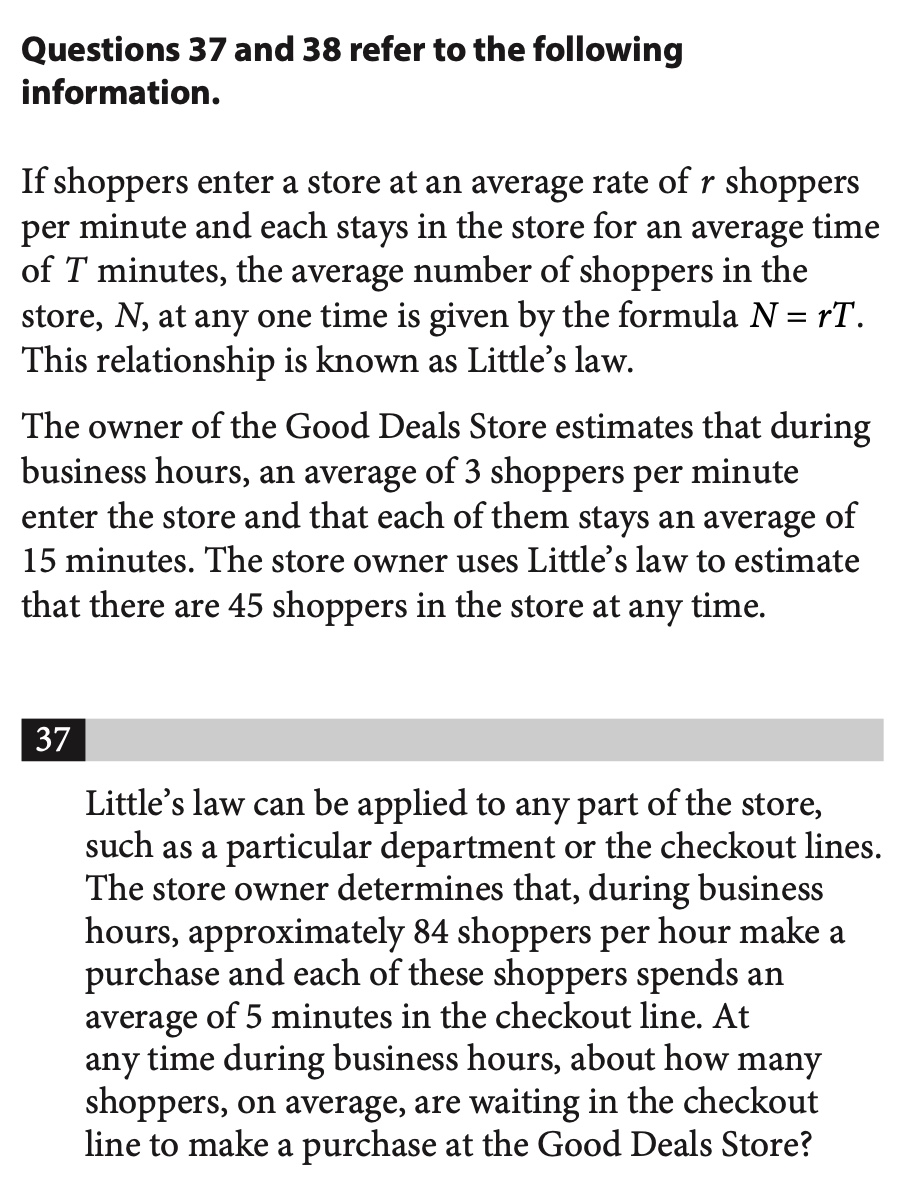 Questions 37 and 38 refer to the following
information.
If shoppers enter a store at an average rate of r shoppers
per minute and each stays in the store for an average time
of T minutes, the average number of shoppers in the
store, N, at any one time is given by the formula N = rT.
This relationship is known as Little’s law.
The owner of the Good Deals Store estimates that during
business hours, an average of 3 shoppers per minute
enter the store and that each of them stays an average of
15 minutes. The store owner uses Little’s law to estimate
that there are 45 shoppers in the store at any time.
37
Little’s law can be applied to any part of the store,
such as a particular department or the checkout lines.
The store owner determines that, during business
hours, approximately 84 shoppers per hour make a
purchase and each of these shoppers spends an
average of 5 minutes in the checkout line. At
any time during business hours, about how many
shoppers, on average, are waiting in the checkout
line to make a purchase at the Good Deals Store?